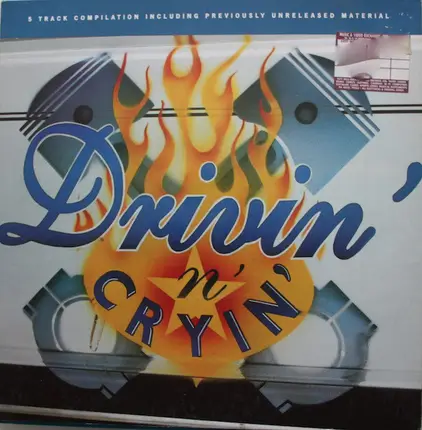 5 TRACK COMPILATION INCLUDING PREVIOUSLY UNRELEASED MATERIAL
Drivin'
n'
CRYIN'